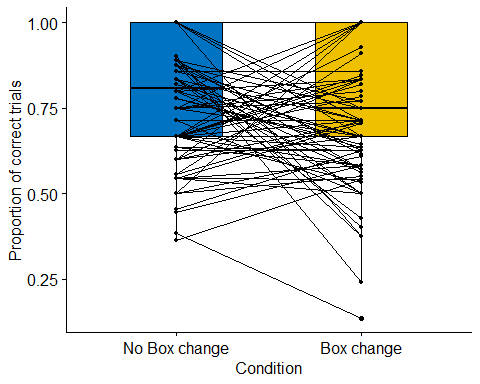 1.00
0.75
0.50
0.25
Proportion of correct trials
No Box change
Box change
Condition